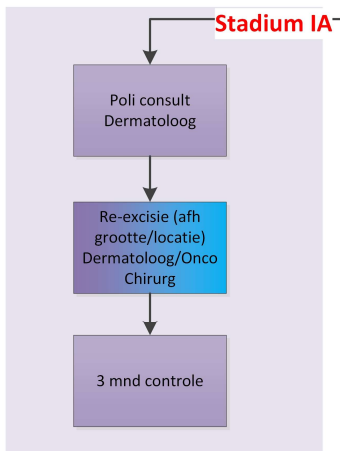 Stadium IA
Poli consult
Dermatoloog
Re-excisie (afh
grootte/locatie)
Dermatoloog/Onco
Chirurg
3 mnd controle